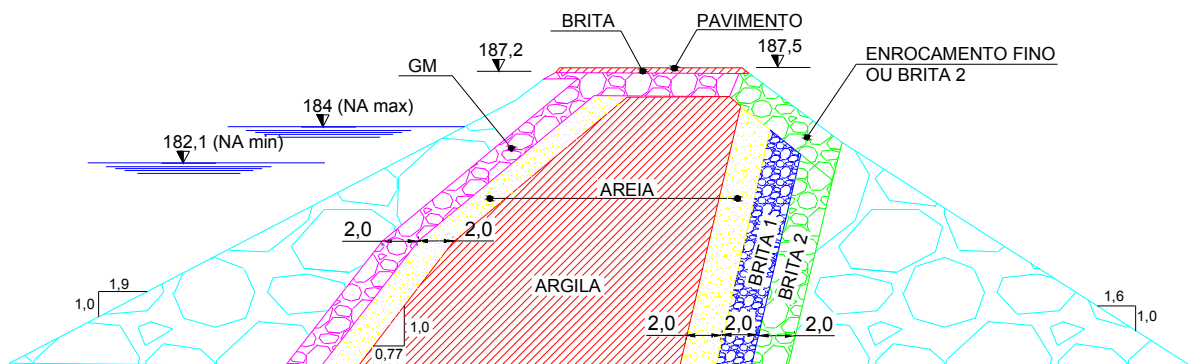 BRITA
PAVIMENTO
187,2
187,5
ENROCAMENTO FINO
OU BRITA 2
GM
184 (NA max)
182,1 (NA min)
AREIA
2,0
2,0
BRITA 1
BRITA 2
ARGILA
1,9
1,0
1,6
1,0
1,0
0,77
2,0
2,0
2,0